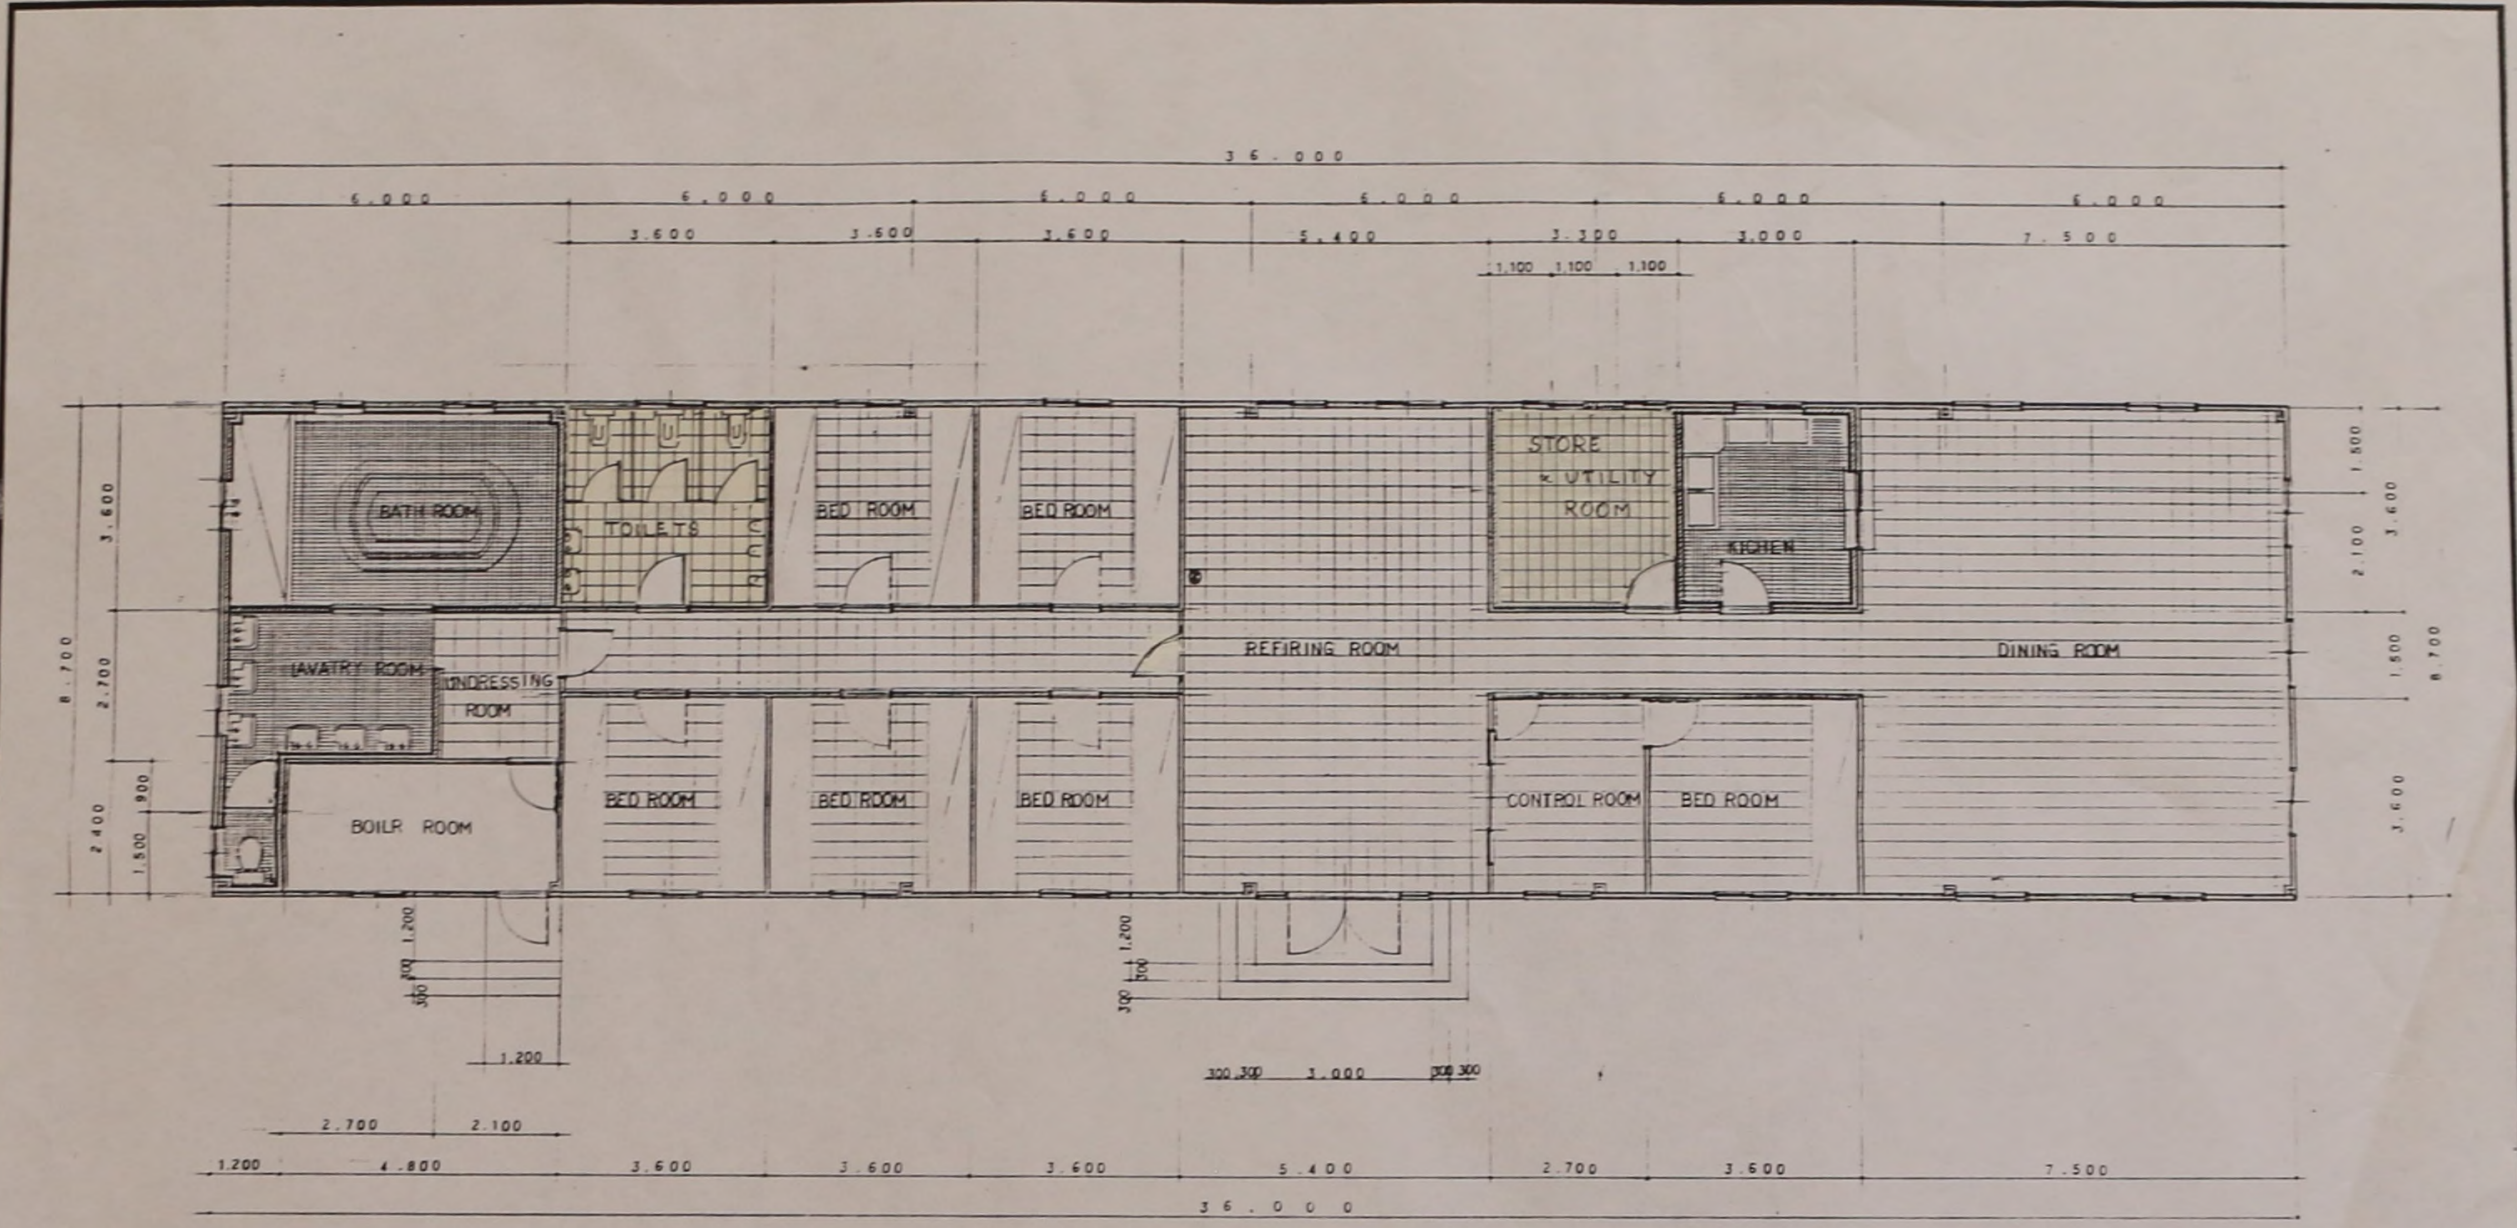 36.000
6.000 6.000 6.000 6.000 6.000 6.000
3.600 3.600 3.600 5.400 3.300 3.000 7.500
1.100 1.100 1.100
STORE
& UTILITY
ROOM
BATH ROOM
TOILETS
BED ROOM
BED ROOM
KICHEN
3.600
1.500
2.100
3.600
LAVATRY ROOM
UNDRESSING
ROOM
REFIRING ROOM
DINING ROOM
8.700
2.700
1.500
8.700
BOILR ROOM
BED ROOM
BED ROOM
BED ROOM
CONTROL ROOM
BED ROOM
2.400
900
1.500
3.600
1.200
300
300
1.200
300
300
1.200
300 300 3.000 300 300
2.700 2.100
1.200 4.800 3.600 3.600 3.600 5.400 2.700 3.600 7.500
36.000